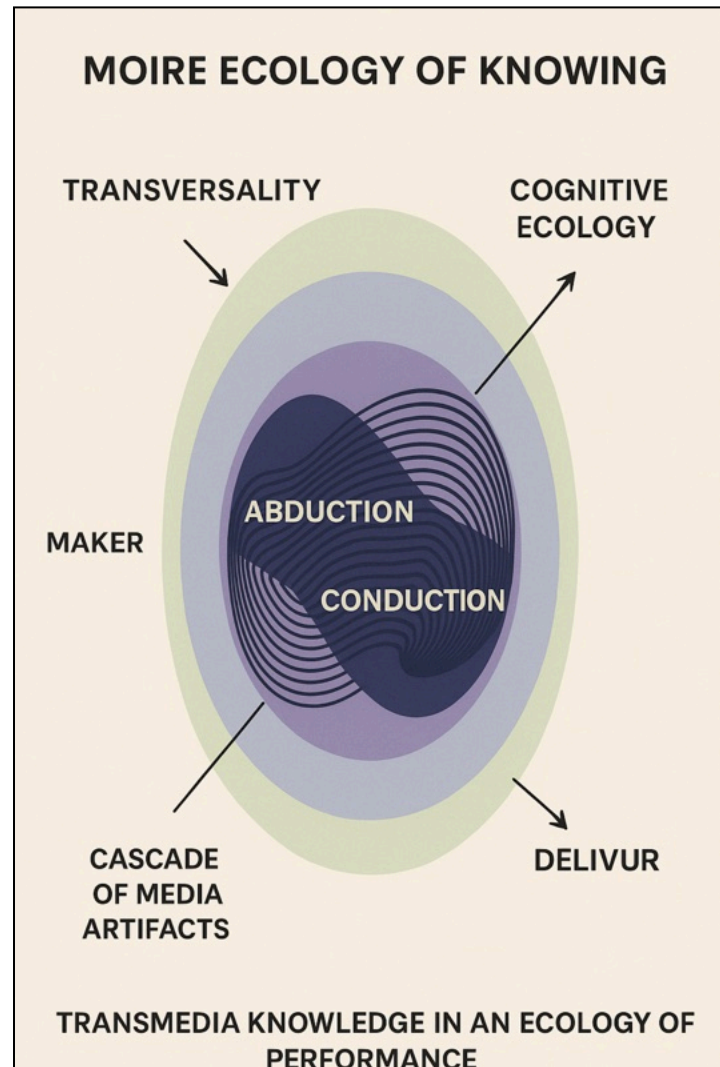 MOIRE ECOLOGY OF KNOWING
TRANSVERSALITY
COGNITIVE
ECOLOGY
ABDUCTION
MAKER
CONDUCTION
CASCADE
OF MEDIA
ARTIFACTS
DELIVUR
TRANSMEDIA KNOWLEDGE IN AN ECOLOGY OF
PERFORMANCE